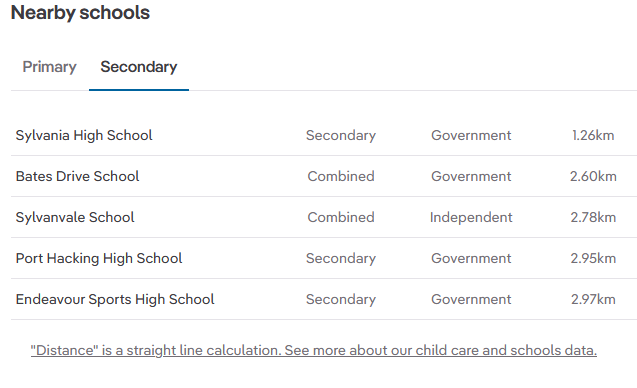 Nearby schools
Primary Secondary
Sylvania High School Secondary Government 1.26km
Bates Drive School Combined Government 2.60km
Sylvanvale School Combined Independent 2.78km
Port Hacking High School Secondary Government 2.95km
Endeavour Sports High School Secondary Government 2.97km
"Distance" is a straight line calculation. See more about our child care and schools data.